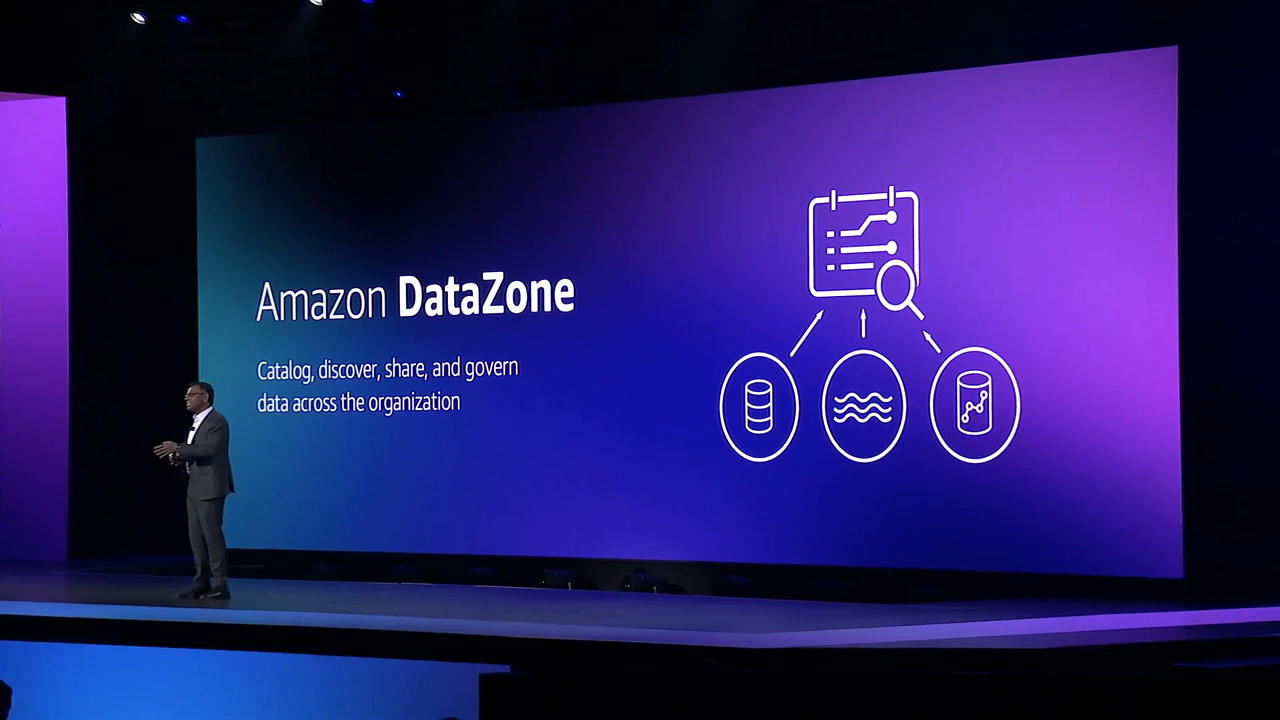 Amazon DataZone
Catalog, discover, share, and govern
data across the organization